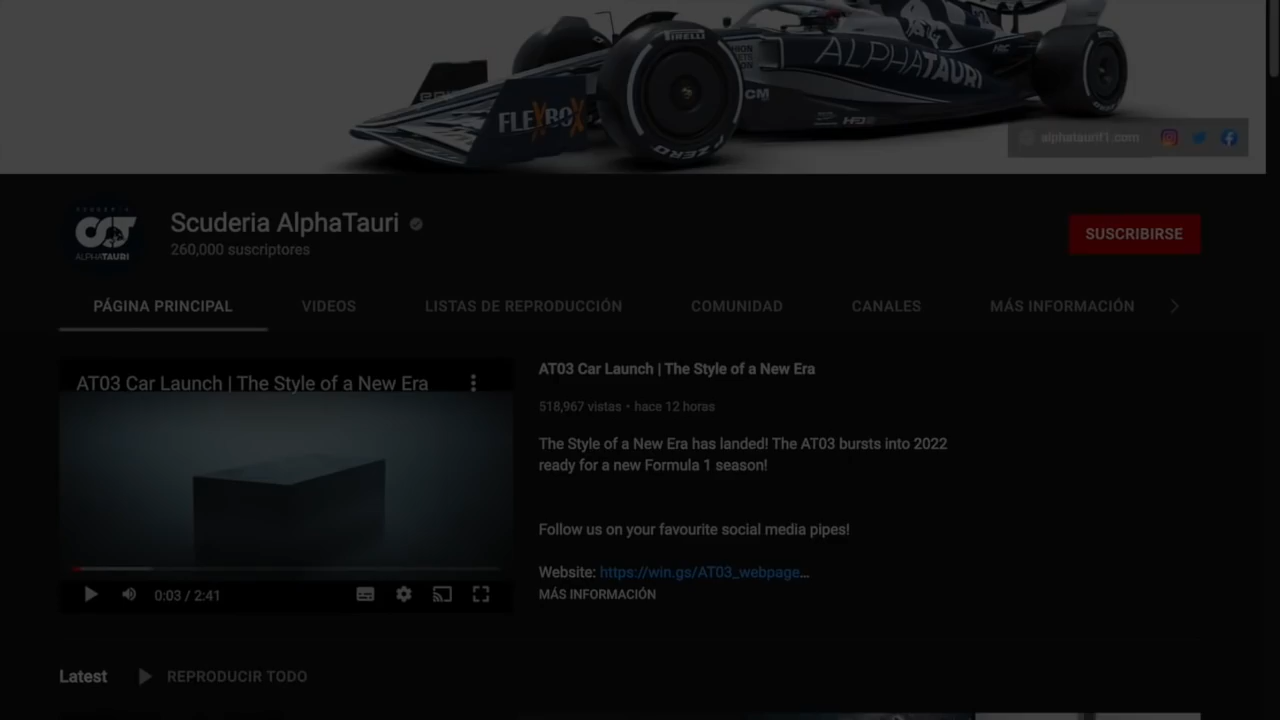 PIRELLI
ALPHATAURI
FLEXBOX
CM
P ZERO
alphataurif1.com
ALPHATAURI
Scuderia AlphaTauri
260,000 suscriptores
SUSCRIBIRSE
PÁGINA PRINCIPAL
VIDEOS
LISTAS DE REPRODUCCIÓN
COMUNIDAD
CANALES
MÁS INFORMACIÓN
AT03 Car Launch | The Style of a New Era
AT03 Car Launch | The Style of a New Era
518,967 vistas • hace 12 horas
The Style of a New Era has landed! The AT03 bursts into 2022
ready for a new Formula 1 season!
Follow us on your favourite social media pipes!
Website: https://win.gs/AT03_webpage...
MÁS INFORMACIÓN
0:03 / 2:41
Latest
REPRODUCIR TODO